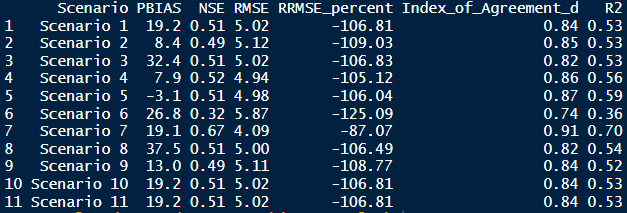 Scenario PBIAS NSE RMSE RRMSE_percent Index_of_Agreement_d R2
1 Scenario 1 19.2 0.51 5.02 -106.81 0.84 0.53
2 Scenario 2 8.4 0.49 5.12 -109.03 0.85 0.53
3 Scenario 3 32.4 0.51 5.02 -106.83 0.82 0.53
4 Scenario 4 7.9 0.52 4.94 -105.12 0.86 0.56
5 Scenario 5 -3.1 0.51 4.98 -106.04 0.87 0.59
6 Scenario 6 26.8 0.32 5.87 -125.09 0.74 0.36
7 Scenario 7 19.1 0.67 4.09 -87.07 0.91 0.70
8 Scenario 8 37.5 0.51 5.00 -106.49 0.82 0.54
9 Scenario 9 13.0 0.49 5.11 -108.77 0.84 0.52
10 Scenario 10 19.2 0.51 5.02 -106.81 0.84 0.53
11 Scenario 11 19.2 0.51 5.02 -106.81 0.84 0.53